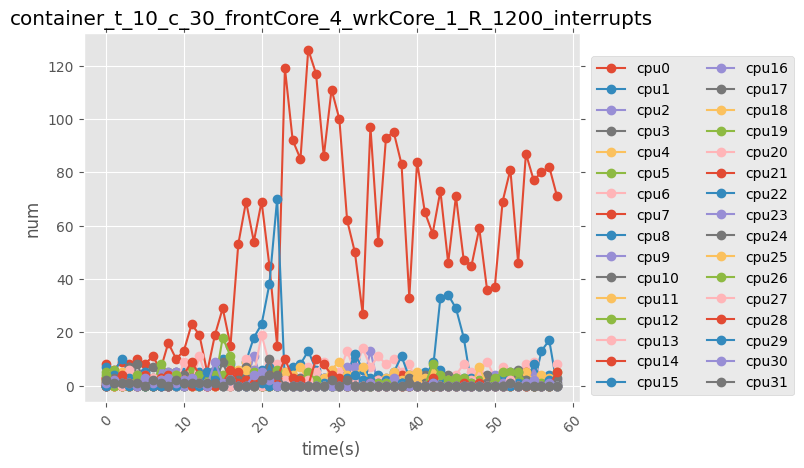 container_t_10_c_30_frontCore_4_wrkCore_1_R_1200_interrupts
num
120
100
80
60
40
20
0
0
10
20
30
40
50
60
time(s)
cpu0
cpu1
cpu2
cpu3
cpu4
cpu5
cpu6
cpu7
cpu8
cpu9
cpu10
cpu11
cpu12
cpu13
cpu14
cpu15
cpu16
cpu17
cpu18
cpu19
cpu20
cpu21
cpu22
cpu23
cpu24
cpu25
cpu26
cpu27
cpu28
cpu29
cpu30
cpu31